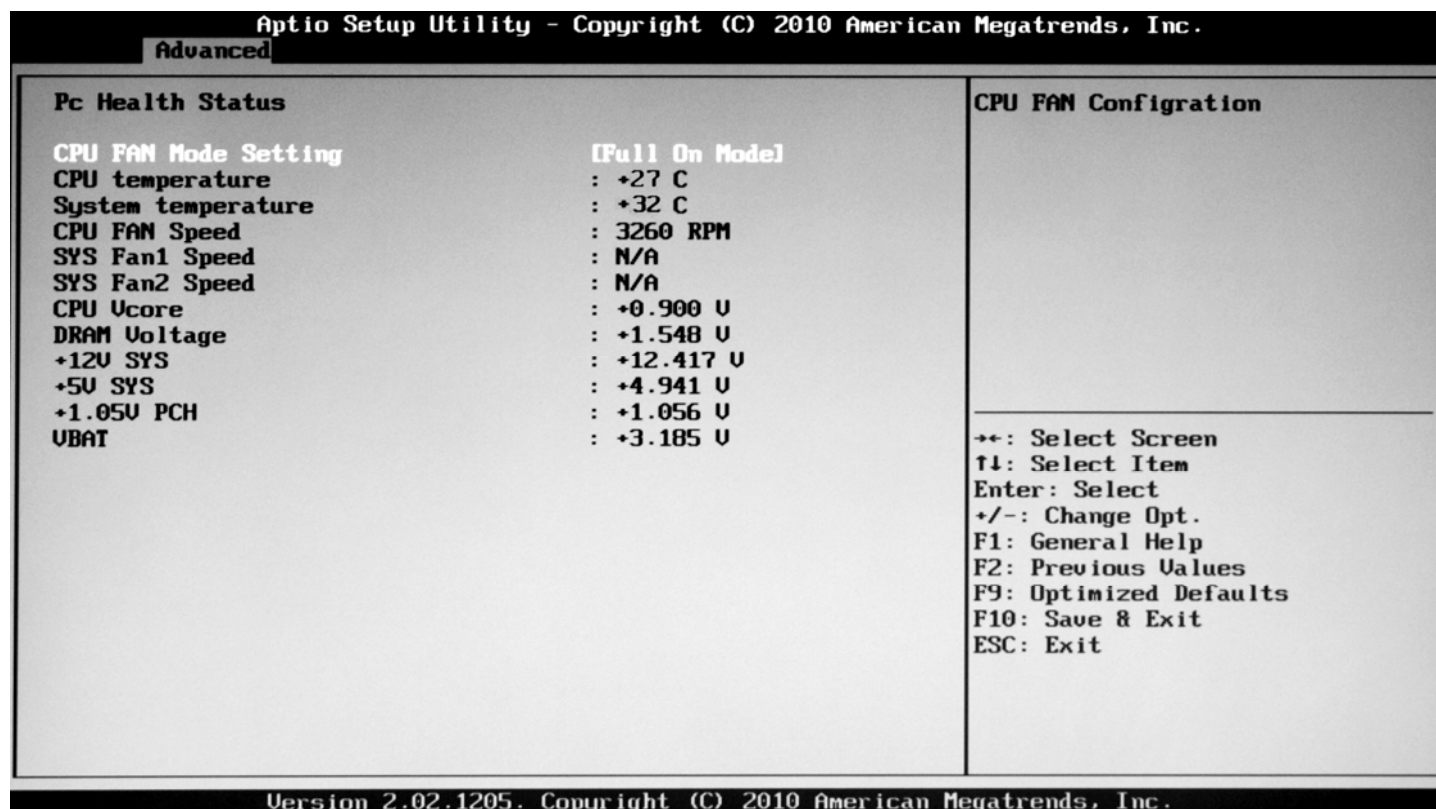 Aptio Setup Utility - Copyright (C) 2010 American Megatrends, Inc.
Advanced
Pc Health Status
CPU FAN Mode Setting [Full On Mode]
CPU temperature : +27 C
System temperature : +32 C
CPU FAN Speed : 3260 RPM
SYS Fan1 Speed : N/A
SYS Fan2 Speed : N/A
CPU Vcore : +0.900 V
DRAM Voltage : +1.548 V
+12V SYS : +12.417 V
+5V SYS : +4.941 V
+1.05V PCH : +1.056 V
VBAT : +3.185 V
CPU FAN Configration
→←: Select Screen
↑↓: Select Item
Enter: Select
+/-: Change Opt.
F1: General Help
F2: Previous Values
F9: Optimized Defaults
F10: Save & Exit
ESC: Exit
Version 2.02.1205. Copyright (C) 2010 American Megatrends, Inc.